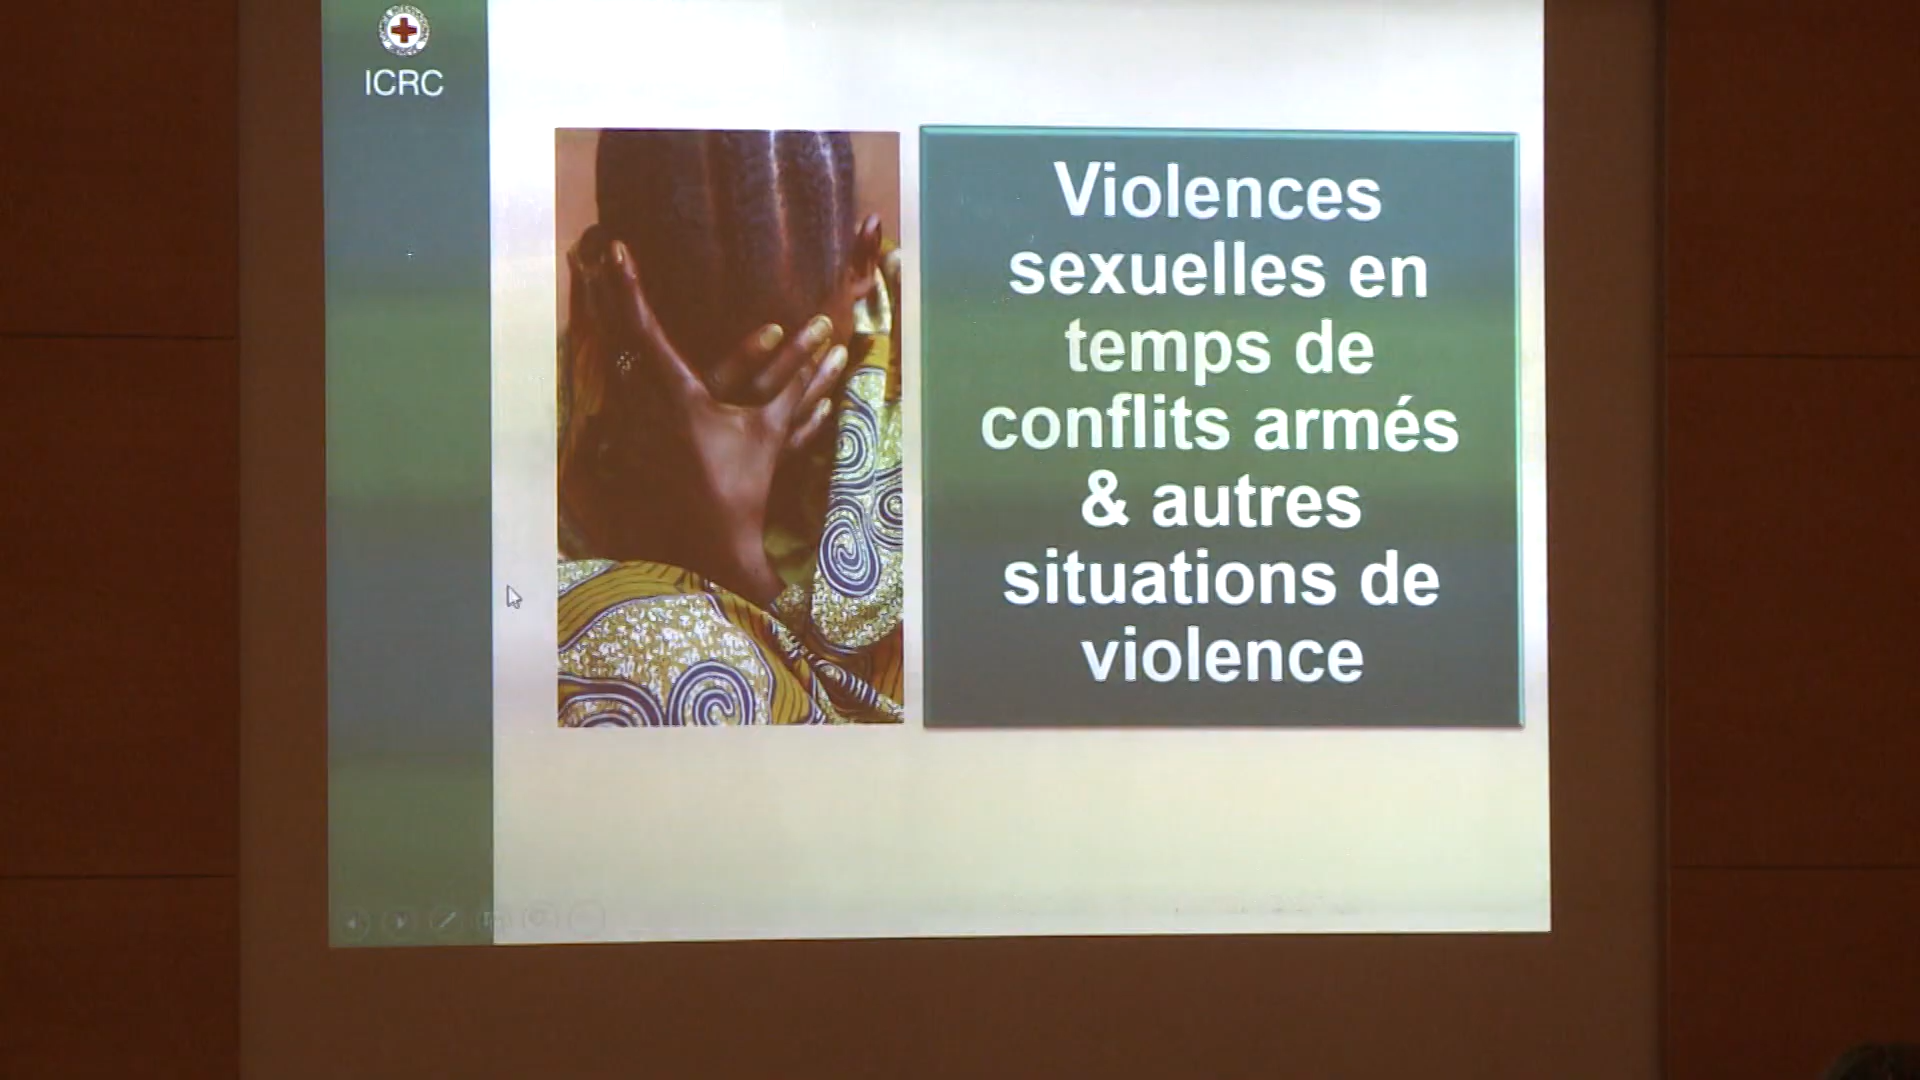 ICRC
Violences
sexuelles en
temps de
conflits armés
& autres
situations de
violence